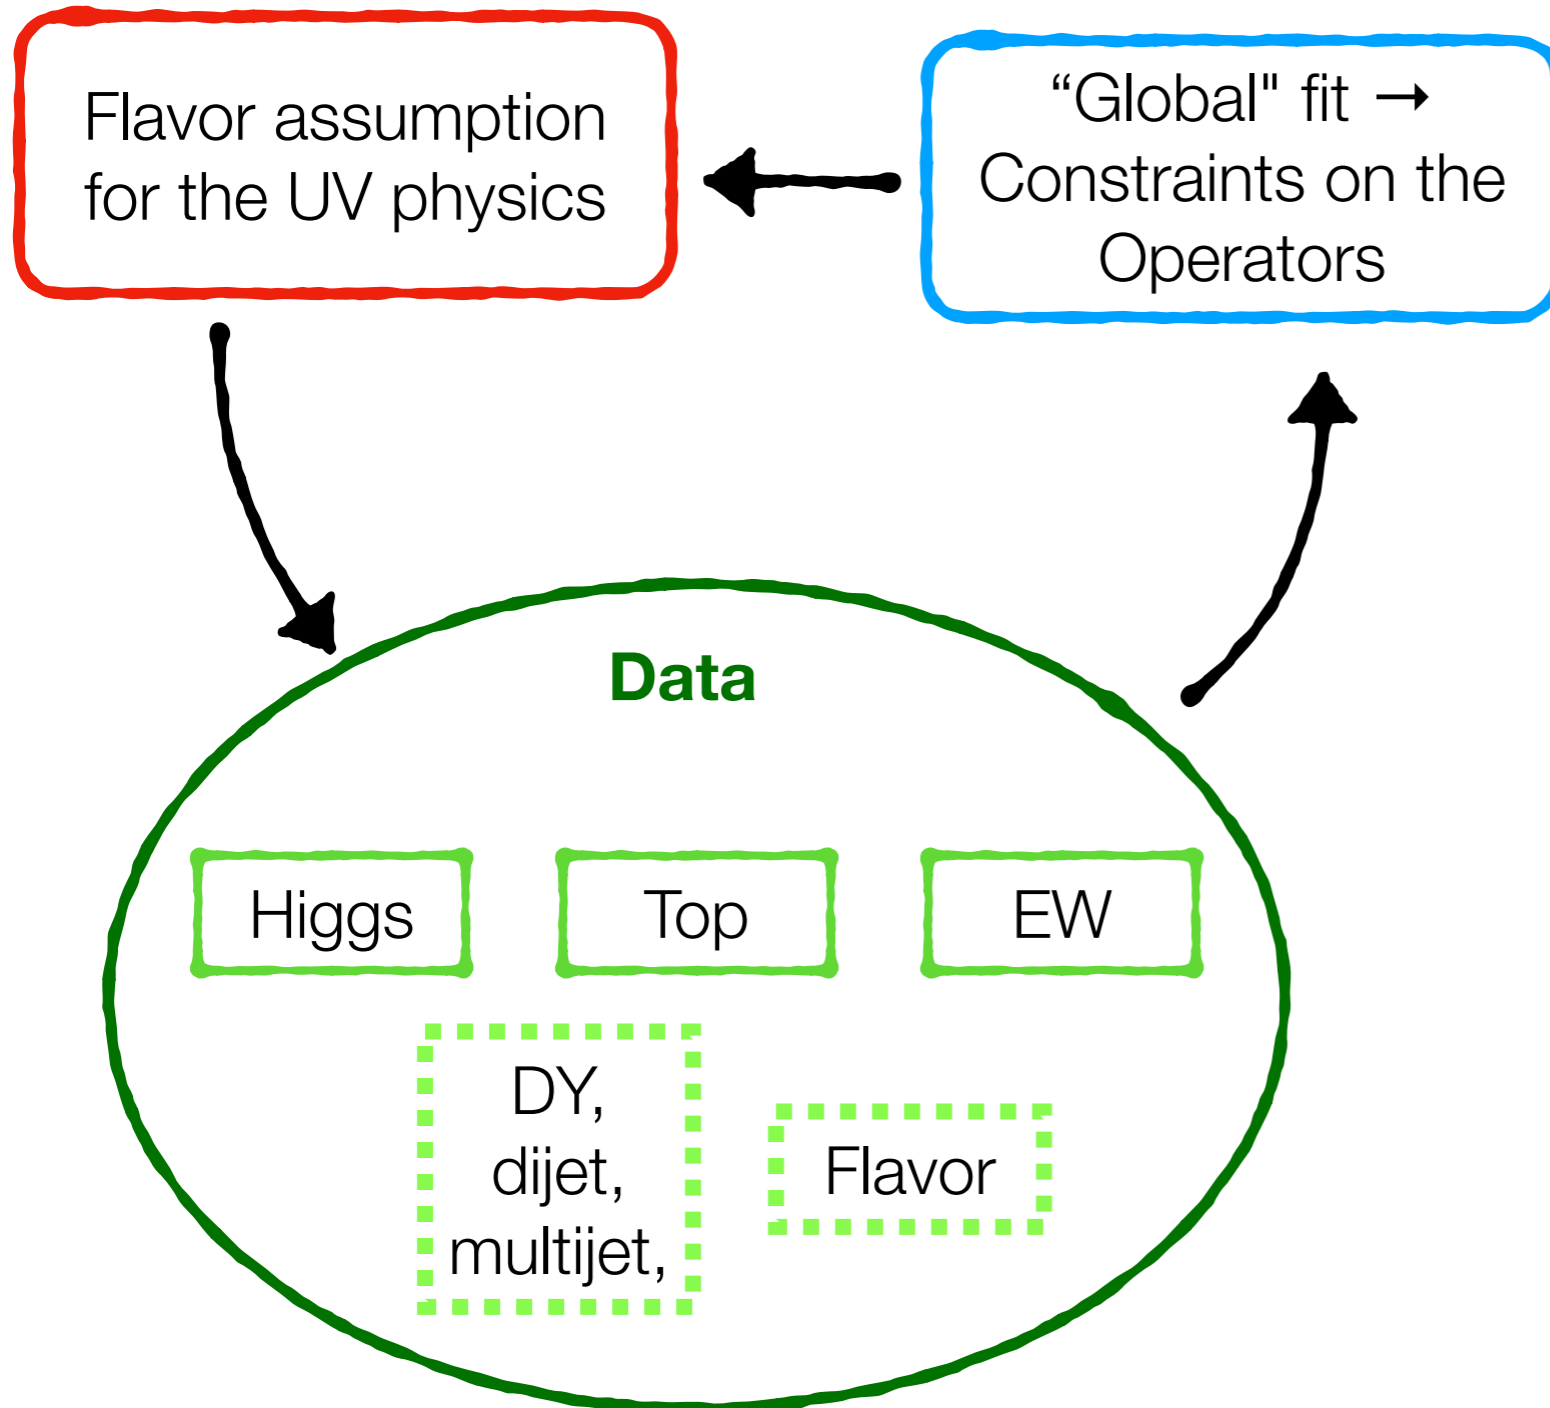 Flavor assumption
for the UV physics
“Global" fit →
Constraints on the
Operators
Data
Higgs
Top
EW
DY,
dijet,
multijet,
Flavor